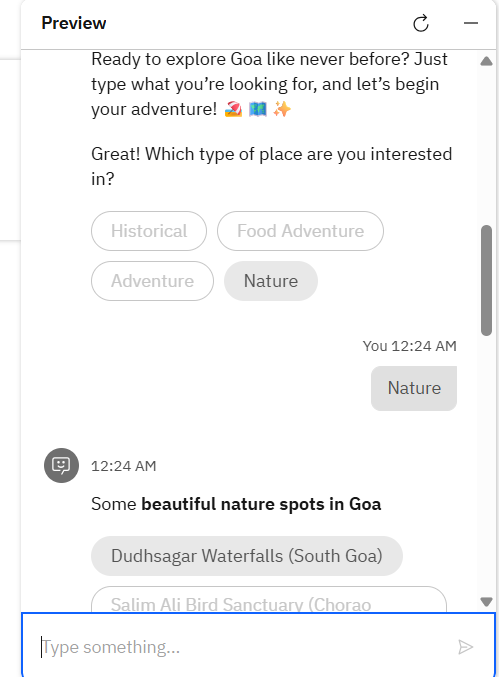 Preview
Ready to explore Goa like never before? Just
type what you’re looking for, and let’s begin
your adventure! 🏖️ 🗺️ ✨
Great! Which type of place are you interested
in?
Historical
Food Adventure
Adventure
Nature
You 12:24 AM
Nature
12:24 AM
Some beautiful nature spots in Goa
Dudhsagar Waterfalls (South Goa)
Salim Ali Bird Sanctuary (Chorao
Type something...